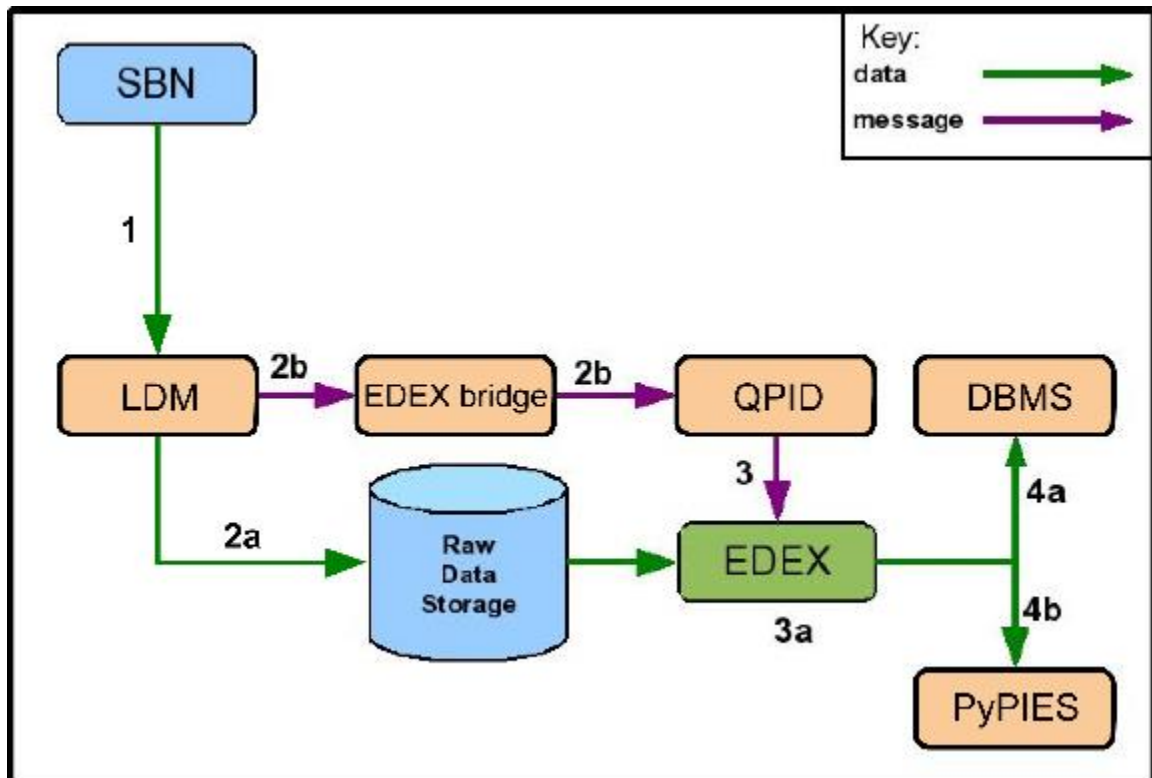 SBN
Key:
data
message
1
LDM
2b
EDEX bridge
2b
QPID
DBMS
3
4a
2a
Raw
Data
Storage
EDEX
3a
4b
PyPIES